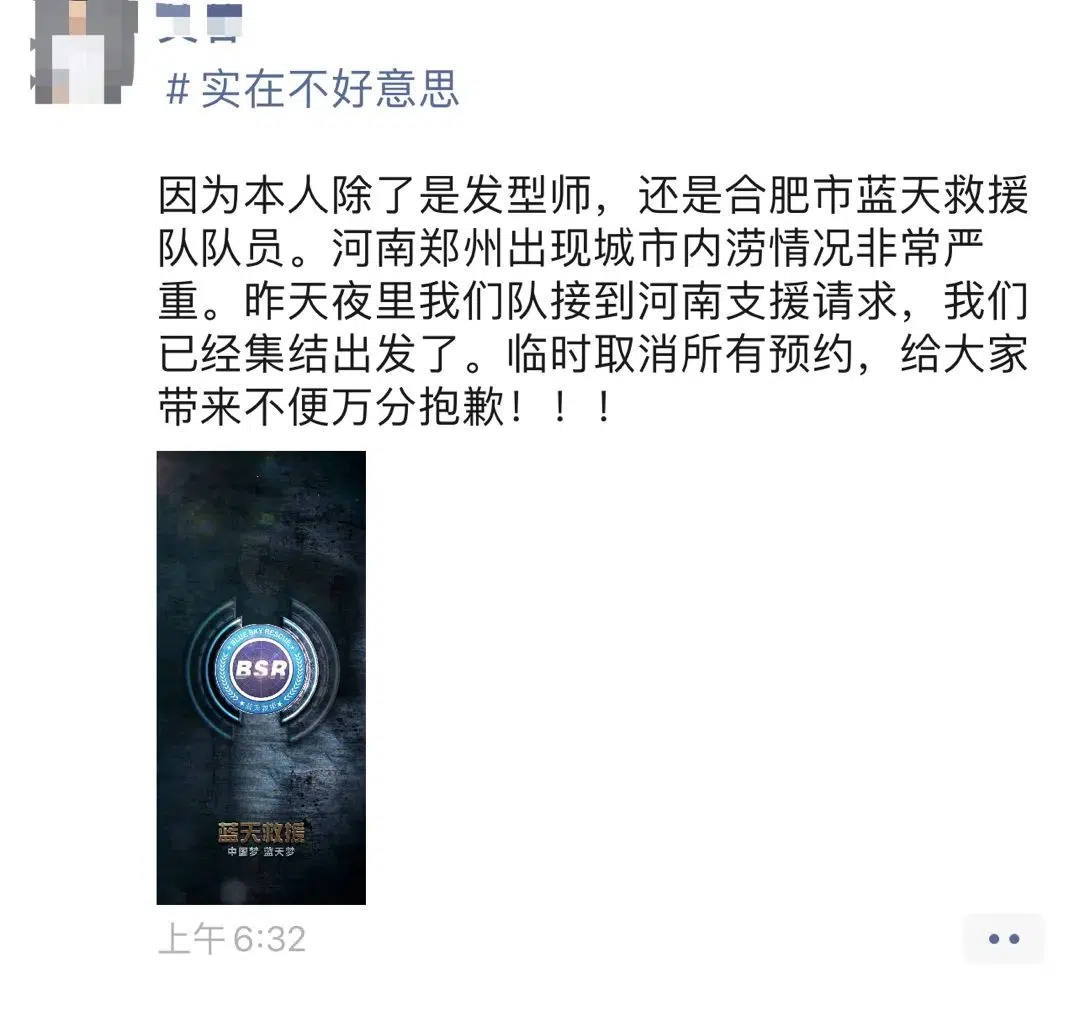 #实在不好意思
因为本人除了是发型师，还是合肥市蓝天救援
队队员。河南郑州出现城市内涝情况非常严
重。昨天夜里我们队接到河南支援请求，我们
已经集结出发了。临时取消所有预约，给大家
带来不便万分抱歉！！！
BLUE SKY RESCUE
BSR
蓝天救援
蓝天救援
中国梦 蓝天梦
上午6:32